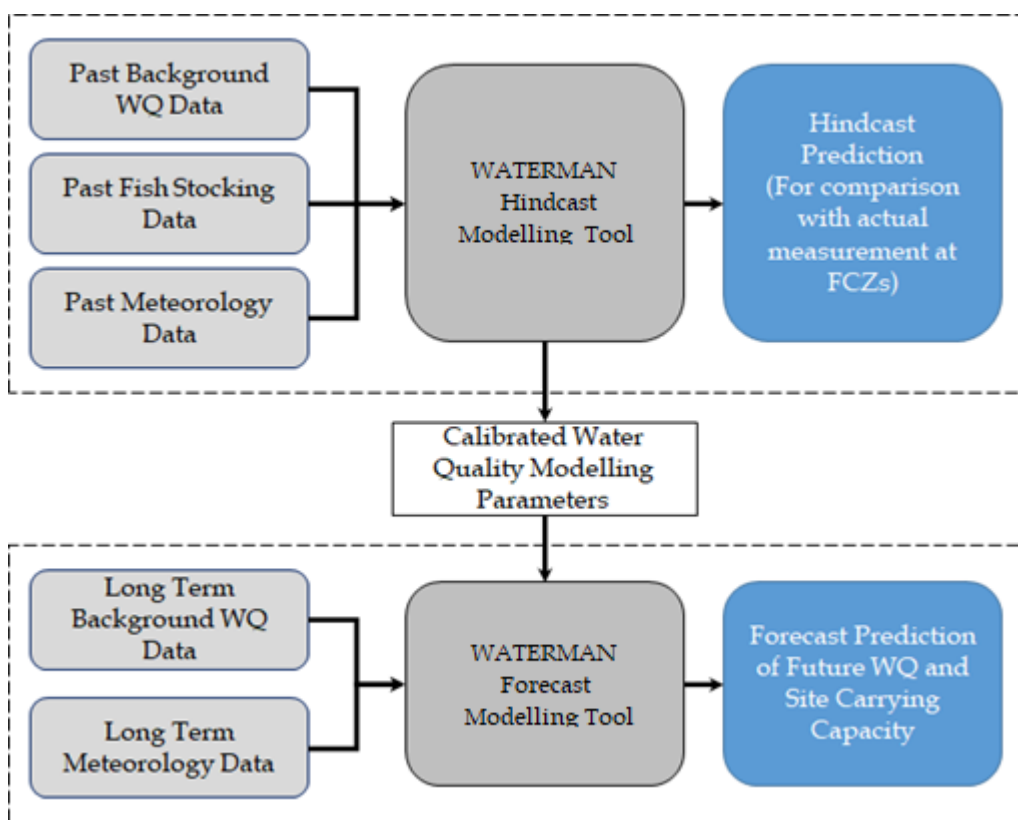 Past Background
WQ Data
Past Fish Stocking
Data
Past Meteorology
Data
WATERMAN
Hindcast
Modelling Tool
Hindcast
Prediction
(For comparison
with actual
measurement at
FCZs)
Calibrated Water
Quality Modelling
Parameters
Long Term
Background WQ
Data
Long Term
Meteorology Data
WATERMAN
Forecast
Modelling Tool
Forecast Prediction
of Future WQ and
Site Carrying
Capacity